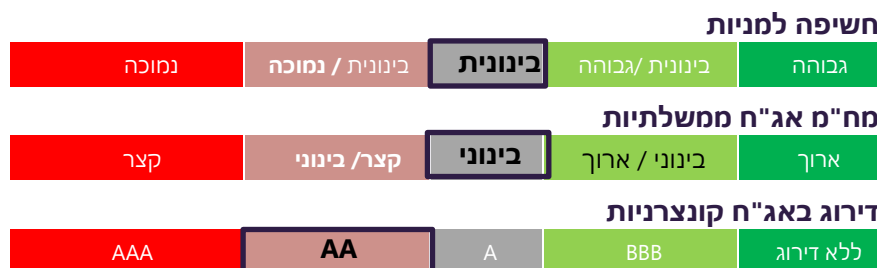 חשיפה למניות
גבוהה בינונית /גבוהה בינונית בינונית / נמוכה נמוכה
מח"מ אג"ח ממשלתיות
ארוך בינוני / ארוך בינוני קצר/ בינוני קצר
דירוג באג"ח קונצרניות
ללא דירוג BBB A AA AAA